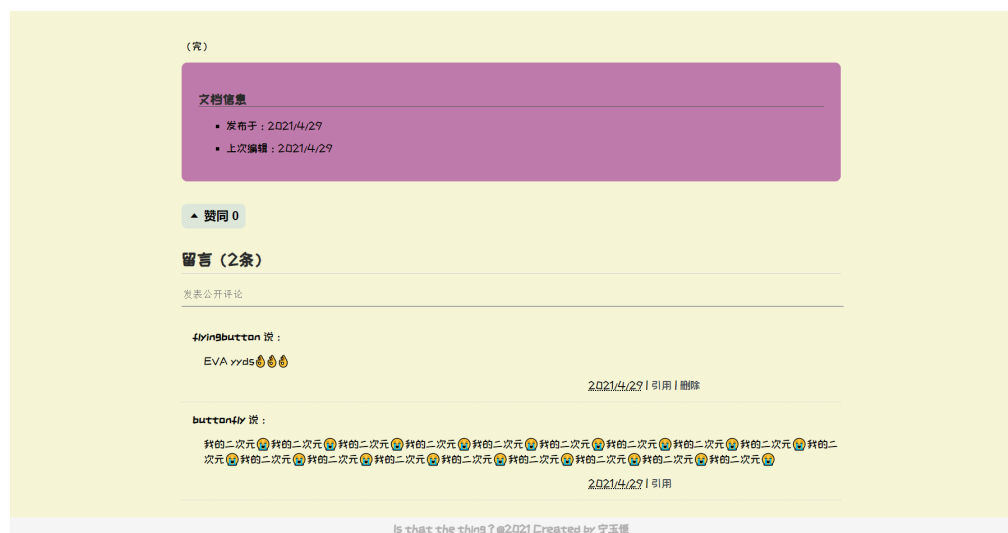 （完）
文档信息
发布于：2021/4/29
上次编辑：2021/4/29
赞同 0
留言（2条）
发表公开评论
flyingbutton 说：
EVA yyds👌👌👌
2021/4/29 | 引用 | 删除
buttonfly 说：
我的二次元😭我的二次元😭我的二次元😭我的二次元😭我的二次元😭我的二次元😭我的二次元😭我的二次元😭我的二次元😭我的二
次元😭我的二次元😭我的二次元😭我的二次元😭我的二次元😭我的二次元😭我的二次元😭我的二次元😭我的二次元😭
2021/4/29 | 引用
Is that the thing？@2021 Created by